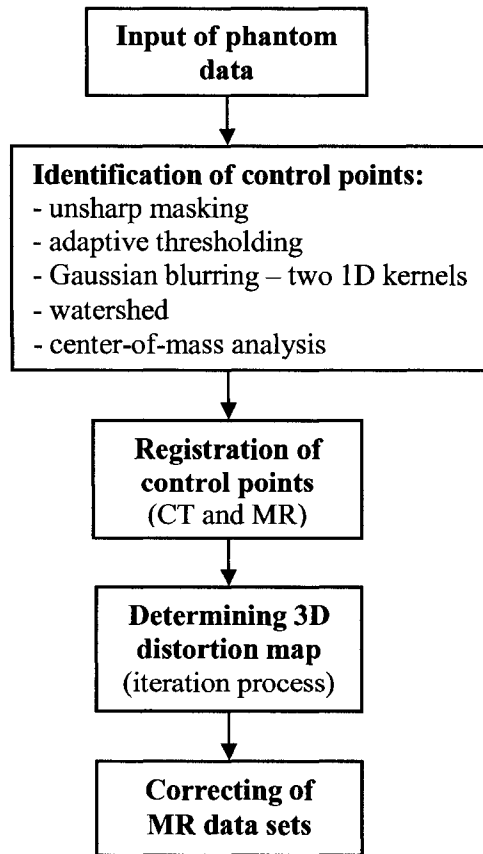 Input of phantom
data
Identification of control points:
- unsharp masking
- adaptive thresholding
- Gaussian blurring – two 1D kernels
- watershed
- center-of-mass analysis
Registration of
control points
(CT and MR)
Determining 3D
distortion map
(iteration process)
Correcting of
MR data sets